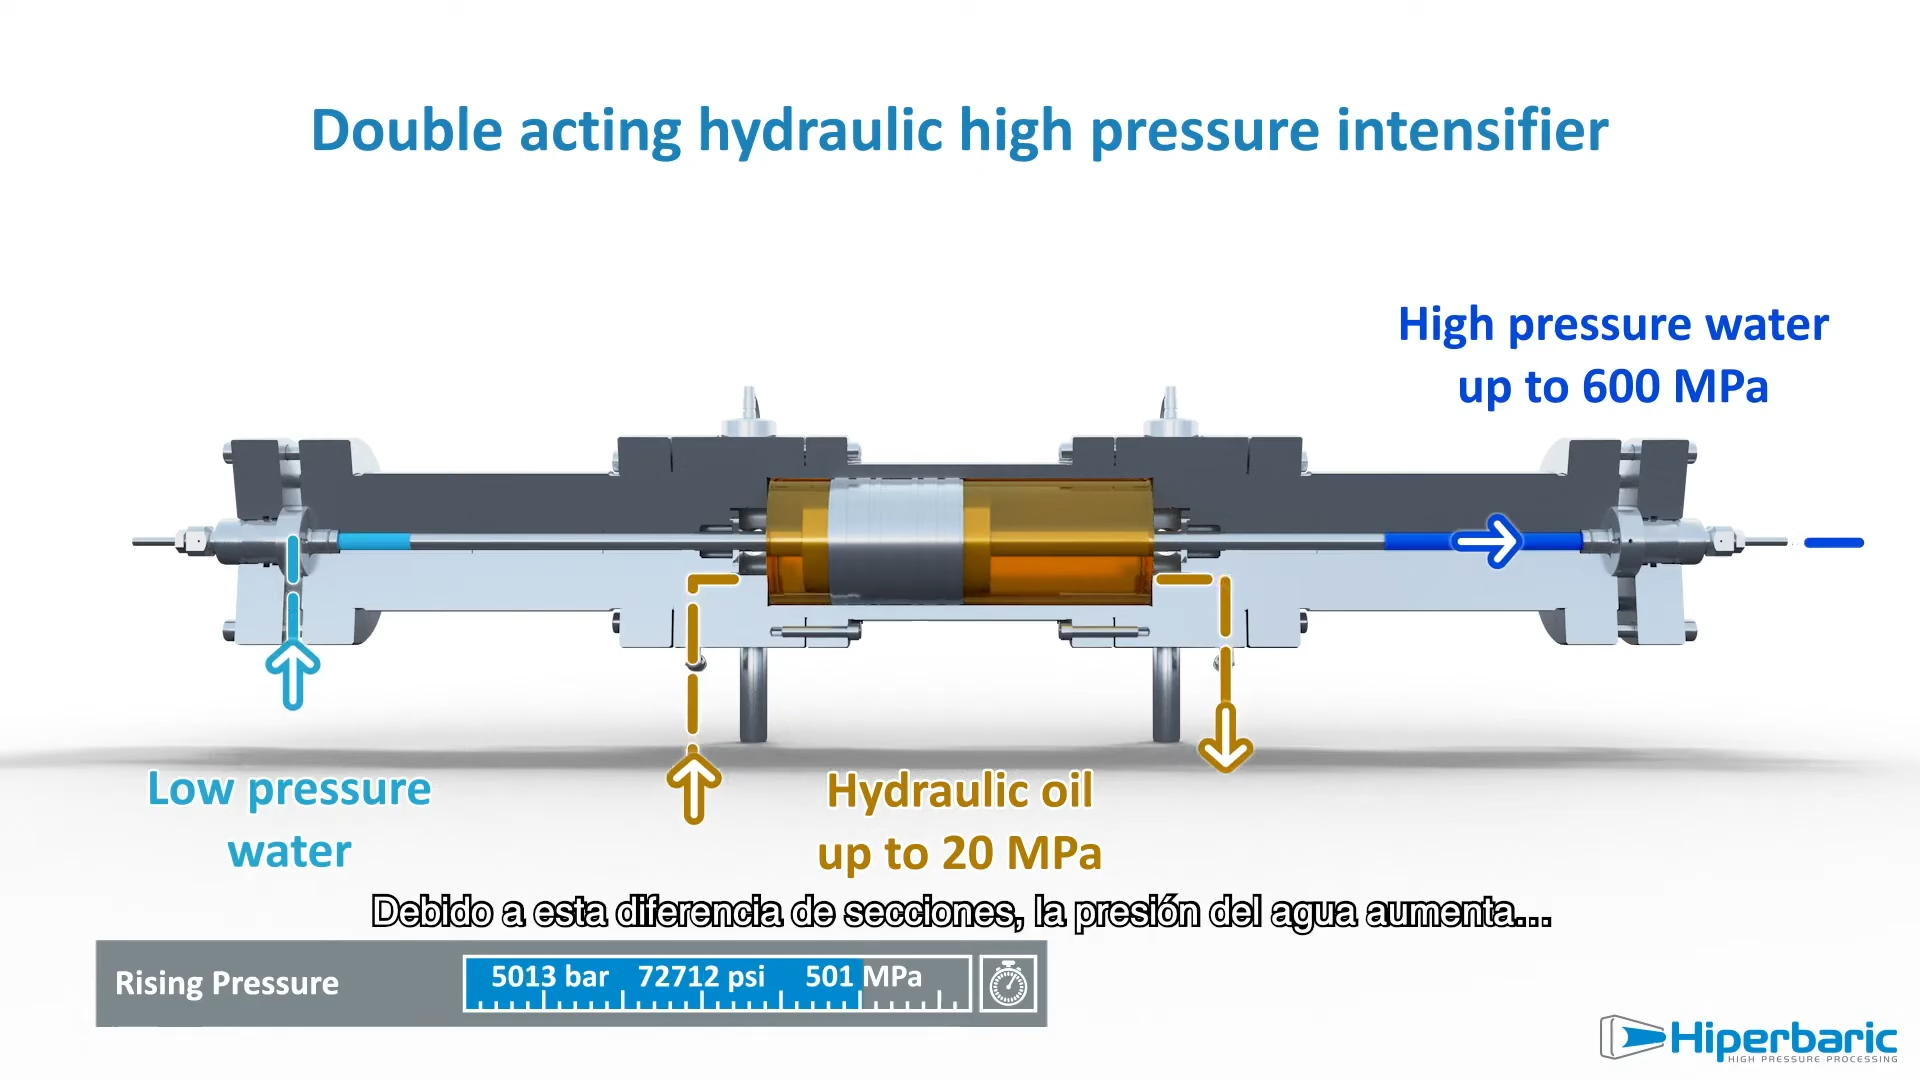 Double acting hydraulic high pressure intensifier
High pressure water
up to 600 MPa
Low pressure
water
Hydraulic oil
up to 20 MPa
Debido a esta diferencia de secciones, la presión del agua aumenta...
Rising Pressure
5013 bar 72712 psi 501 MPa
Hiperbaric
HIGH PRESSURE PROCESSING